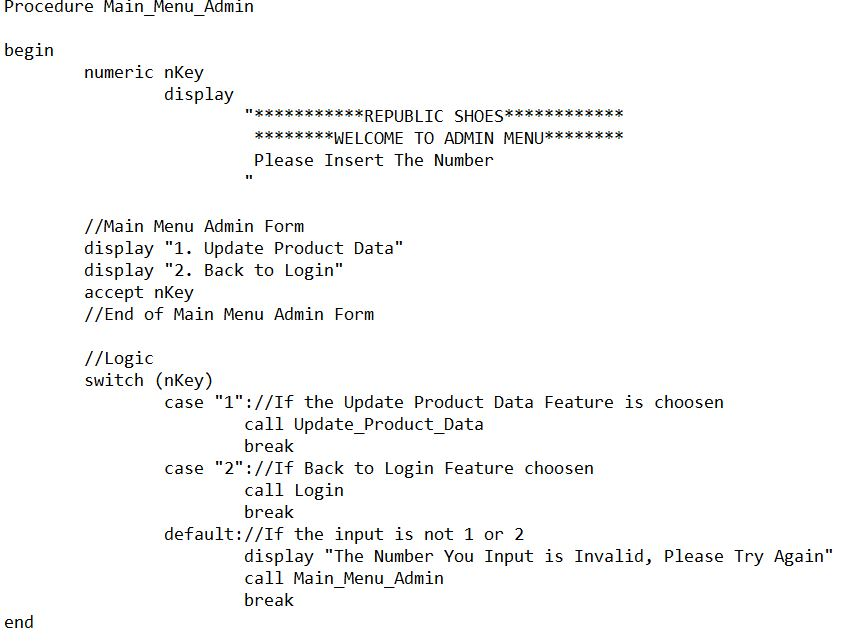 Procedure Main_Menu_Admin
begin
numeric nKey
display
"***********REPUBLIC SHOES************
********WELCOME TO ADMIN MENU********
Please Insert The Number
"
//Main Menu Admin Form
display "1. Update Product Data"
display "2. Back to Login"
accept nKey
//End of Main Menu Admin Form
//Logic
switch (nKey)
case "1"://If the Update Product Data Feature is choosen
call Update_Product_Data
break
case "2"://If Back to Login Feature choosen
call Login
break
default://If the input is not 1 or 2
display "The Number You Input is Invalid, Please Try Again"
call Main_Menu_Admin
break
end